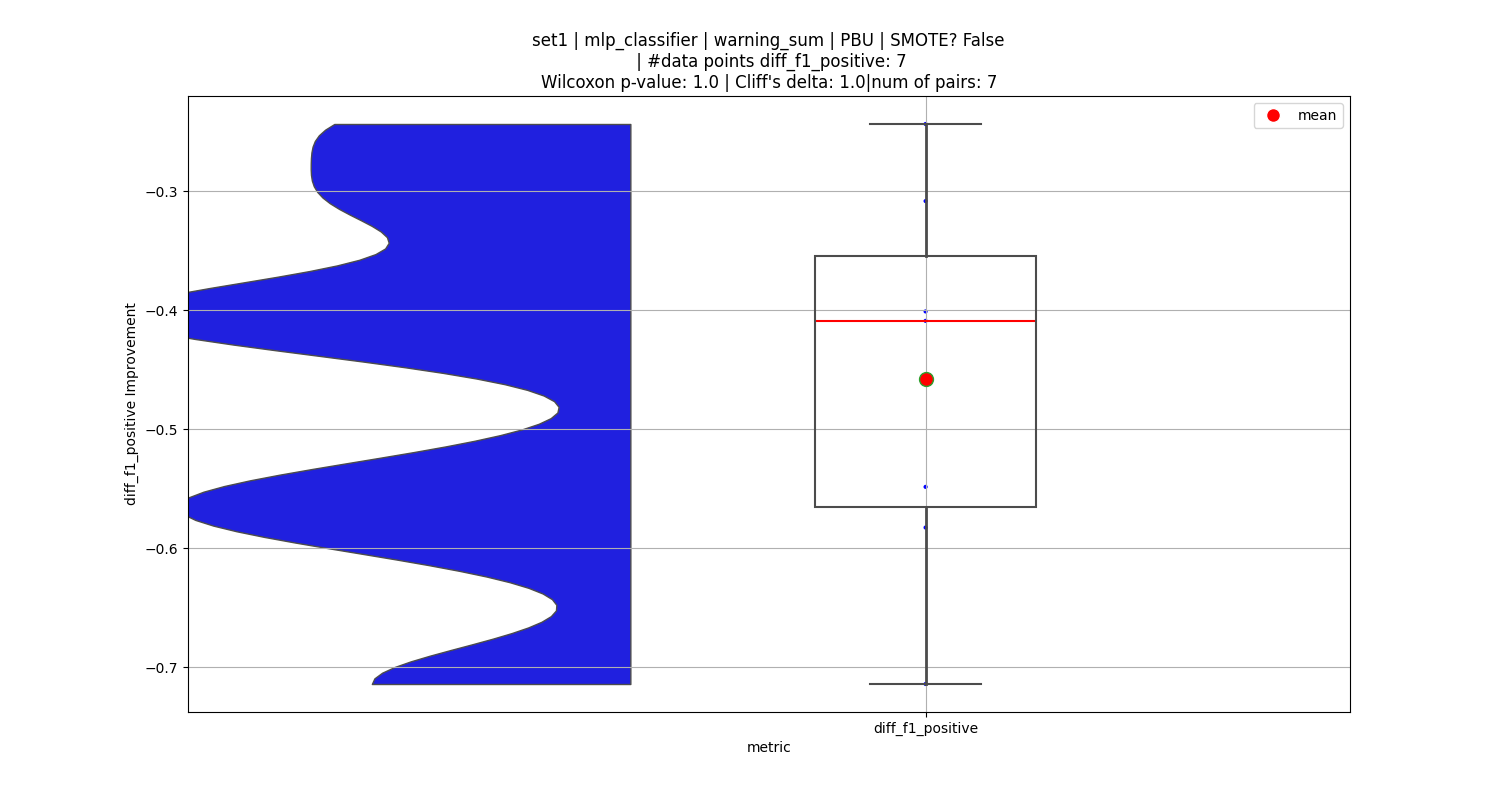 set1 | mlp_classifier | warning_sum | PBU | SMOTE? False
| #data points diff_f1_positive: 7
Wilcoxon p-value: 1.0 | Cliff's delta: 1.0|num of pairs: 7
mean
−0.3
−0.4
−0.5
−0.6
−0.7
diff_f1_positive Improvement
diff_f1_positive
metric